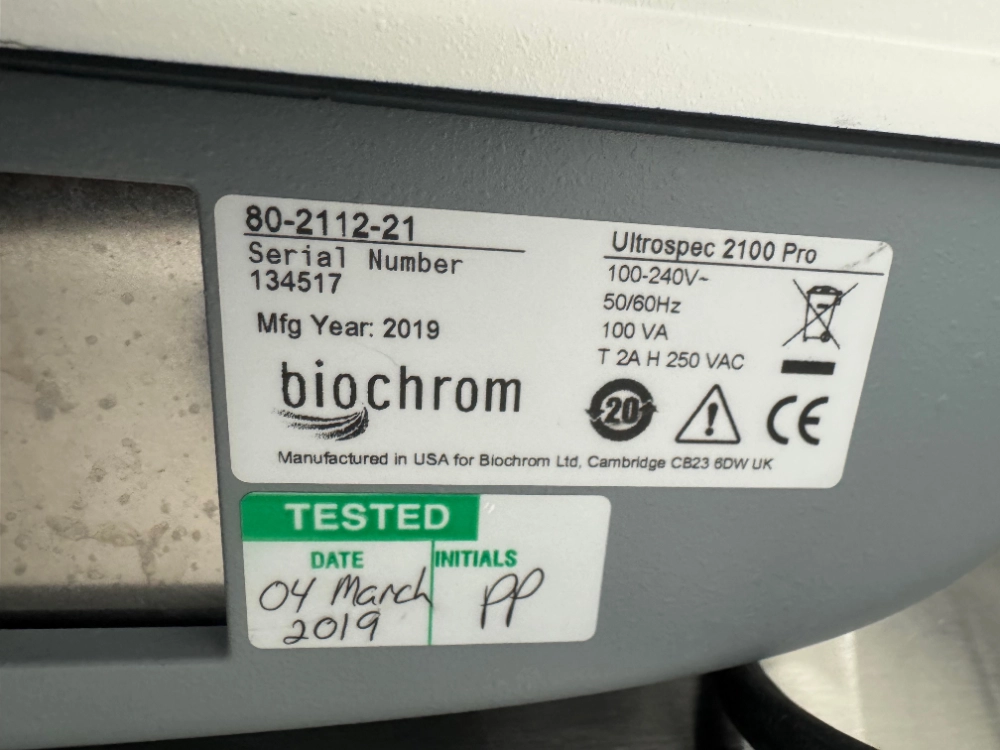 80-2112-21
Serial Number
134517
Mfg Year: 2019
biochrom
Ultrospec 2100 Pro
100-240V~
50/60Hz
100 VA
T 2A H 250 VAC
20
CE
Manufactured in USA for Biochrom Ltd, Cambridge CB23 6DW UK
TESTED
DATE INITIALS
04 March PP
2019